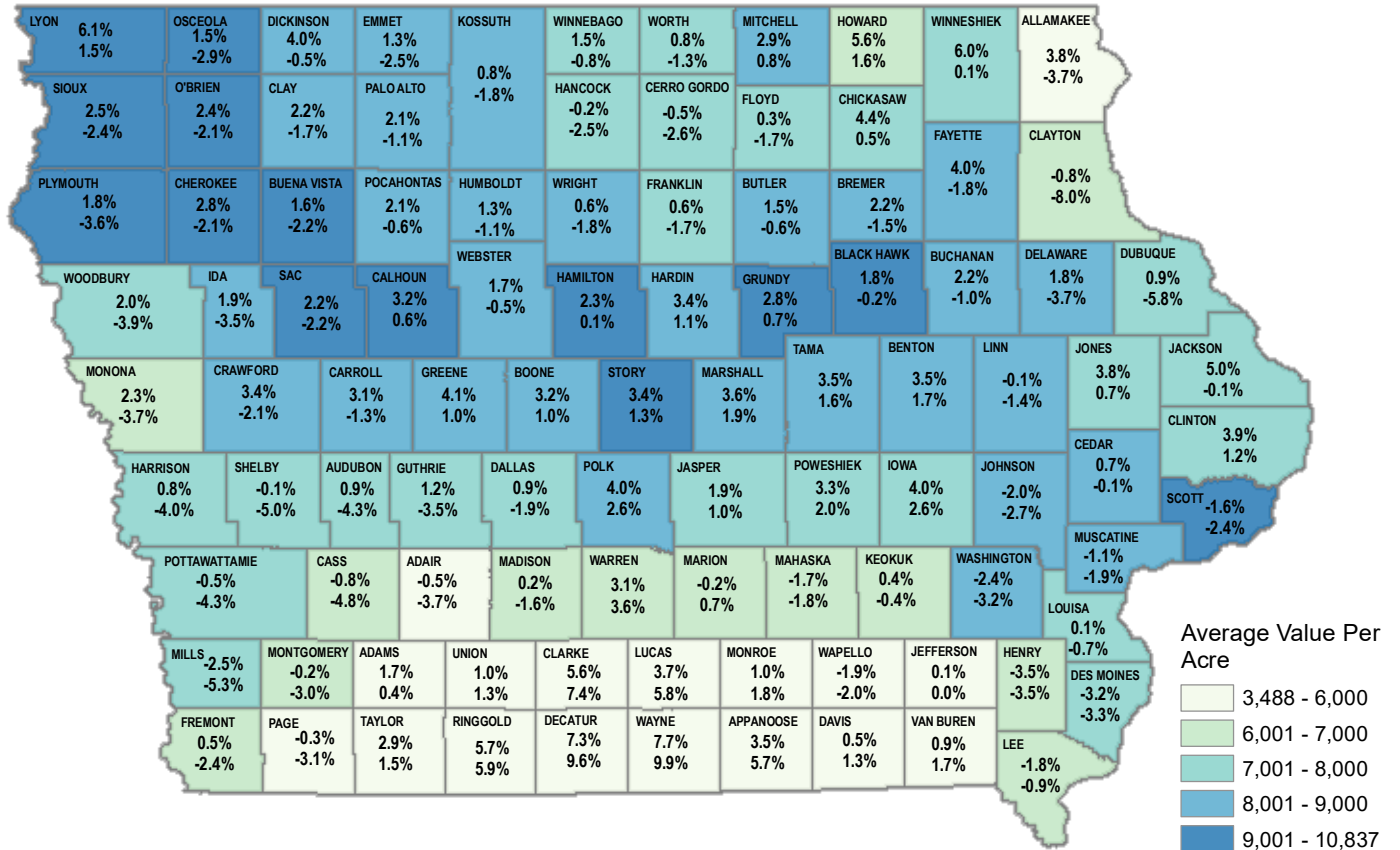 LYON
6.1%
1.5%
OSCEOLA
1.5%
-2.9%
DICKINSON
4.0%
-0.5%
EMMET
1.3%
-2.5%
KOSSUTH
0.8%
-1.8%
WINNEBAGO
1.5%
-0.8%
WORTH
0.8%
-1.3%
MITCHELL
2.9%
0.8%
HOWARD
5.6%
1.6%
WINNESHIEK
6.0%
0.1%
ALLAMAKEE
3.8%
-3.7%
SIOUX
2.5%
-2.4%
O'BRIEN
2.4%
-2.1%
CLAY
2.2%
-1.7%
PALO ALTO
2.1%
-1.1%
HANCOCK
-0.2%
-2.5%
CERRO GORDO
-0.5%
-2.6%
FLOYD
0.3%
-1.7%
CHICKASAW
4.4%
0.5%
FAYETTE
4.0%
-1.8%
CLAYTON
-0.8%
-8.0%
PLYMOUTH
1.8%
-3.6%
CHEROKEE
2.8%
-2.1%
BUENA VISTA
1.6%
-2.2%
POCAHONTAS
2.1%
-0.6%
HUMBOLDT
1.3%
-1.1%
WRIGHT
0.6%
-1.8%
FRANKLIN
0.6%
-1.7%
BUTLER
1.5%
-0.6%
BREMER
2.2%
-1.5%
WOODBURY
2.0%
-3.9%
IDA
1.9%
-3.5%
SAC
2.2%
-2.2%
CALHOUN
3.2%
0.6%
WEBSTER
1.7%
-0.5%
HAMILTON
2.3%
0.1%
HARDIN
3.4%
1.1%
GRUNDY
2.8%
0.7%
BLACK HAWK
1.8%
-0.2%
BUCHANAN
2.2%
-1.0%
DELAWARE
1.8%
-3.7%
DUBUQUE
0.9%
-5.8%
MONONA
2.3%
-3.7%
CRAWFORD
3.4%
-2.1%
CARROLL
3.1%
-1.3%
GREENE
4.1%
1.0%
BOONE
3.2%
1.0%
STORY
3.4%
1.3%
MARSHALL
3.6%
1.9%
TAMA
3.5%
1.6%
BENTON
3.5%
1.7%
LINN
-0.1%
-1.4%
JONES
3.8%
0.7%
JACKSON
5.0%
-0.1%
CLINTON
3.9%
1.2%
HARRISON
0.8%
-4.0%
SHELBY
-0.1%
-5.0%
AUDUBON
0.9%
-4.3%
GUTHRIE
1.2%
-3.5%
DALLAS
0.9%
-1.9%
POLK
4.0%
2.6%
JASPER
1.9%
1.0%
POWESHIEK
3.3%
2.0%
IOWA
4.0%
2.6%
JOHNSON
-2.0%
-2.7%
CEDAR
0.7%
-0.1%
SCOTT
-1.6%
-2.4%
POTTAWATTAMIE
-0.5%
-4.3%
CASS
-0.8%
-4.8%
ADAIR
-0.5%
-3.7%
MADISON
0.2%
-1.6%
WARREN
3.1%
3.6%
MARION
-0.2%
0.7%
MAHASKA
-1.7%
-1.8%
KEOKUK
0.4%
-0.4%
WASHINGTON
-2.4%
-3.2%
MUSCATINE
-1.1%
-1.9%
LOUISA
0.1%
-0.7%
MILLS
-2.5%
-5.3%
MONTGOMERY
-0.2%
-3.0%
ADAMS
1.7%
0.4%
UNION
1.0%
1.3%
CLARKE
5.6%
7.4%
LUCAS
3.7%
5.8%
MONROE
1.0%
1.8%
WAPELLO
-1.9%
-2.0%
JEFFERSON
0.1%
0.0%
HENRY
-3.5%
-3.5%
DES MOINES
-3.2%
-3.3%
FREMONT
0.5%
-2.4%
PAGE
-0.3%
-3.1%
TAYLOR
2.9%
1.5%
RINGGOLD
5.7%
5.9%
DECATUR
7.3%
9.6%
WAYNE
7.7%
9.9%
APPANOOSE
3.5%
5.7%
DAVIS
0.5%
1.3%
VAN BUREN
0.9%
1.7%
LEE
-1.8%
-0.9%
Average Value Per
Acre
3,488 - 6,000
6,001 - 7,000
7,001 - 8,000
8,001 - 9,000
9,001 - 10,837